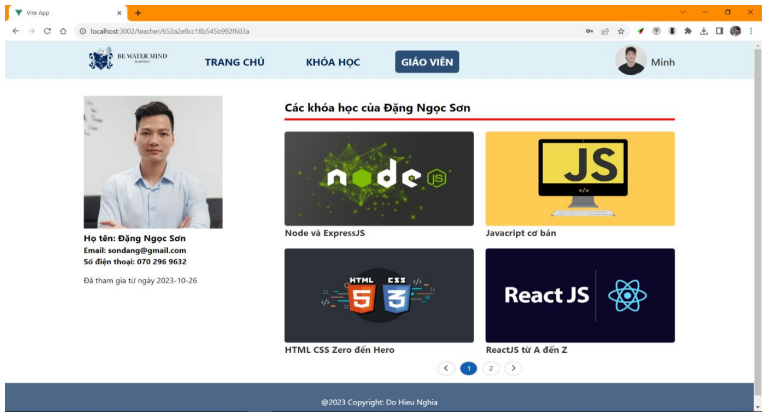 Vite App
localhost:3002/teacher/653a2e8cc18b545b992f603a
BE WATER MIND
TRANG CHỦ
KHÓA HỌC
GIÁO VIÊN
Minh
Các khóa học của Đặng Ngọc Sơn
node JS
JS
</>
Node và ExpressJS
Javacript cơ bản
Họ tên: Đặng Ngọc Sơn
Email: sondang@gmail.com
Số điện thoại: 070 296 9632
Đã tham gia từ ngày 2023-10-26
HTML CSS
5 3
React JS
HTML CSS Zero đến Hero
ReactJS từ A đến Z
1 2
@2023 Copyright: Do Hieu Nghia